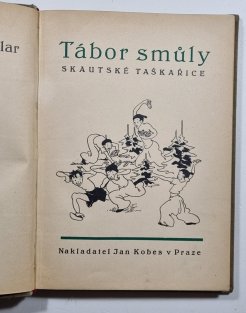 lar
Tábor smůly
SKAUTSKÉ TAŠKAŘICE
Nakladatel Jan Kobes v Praze